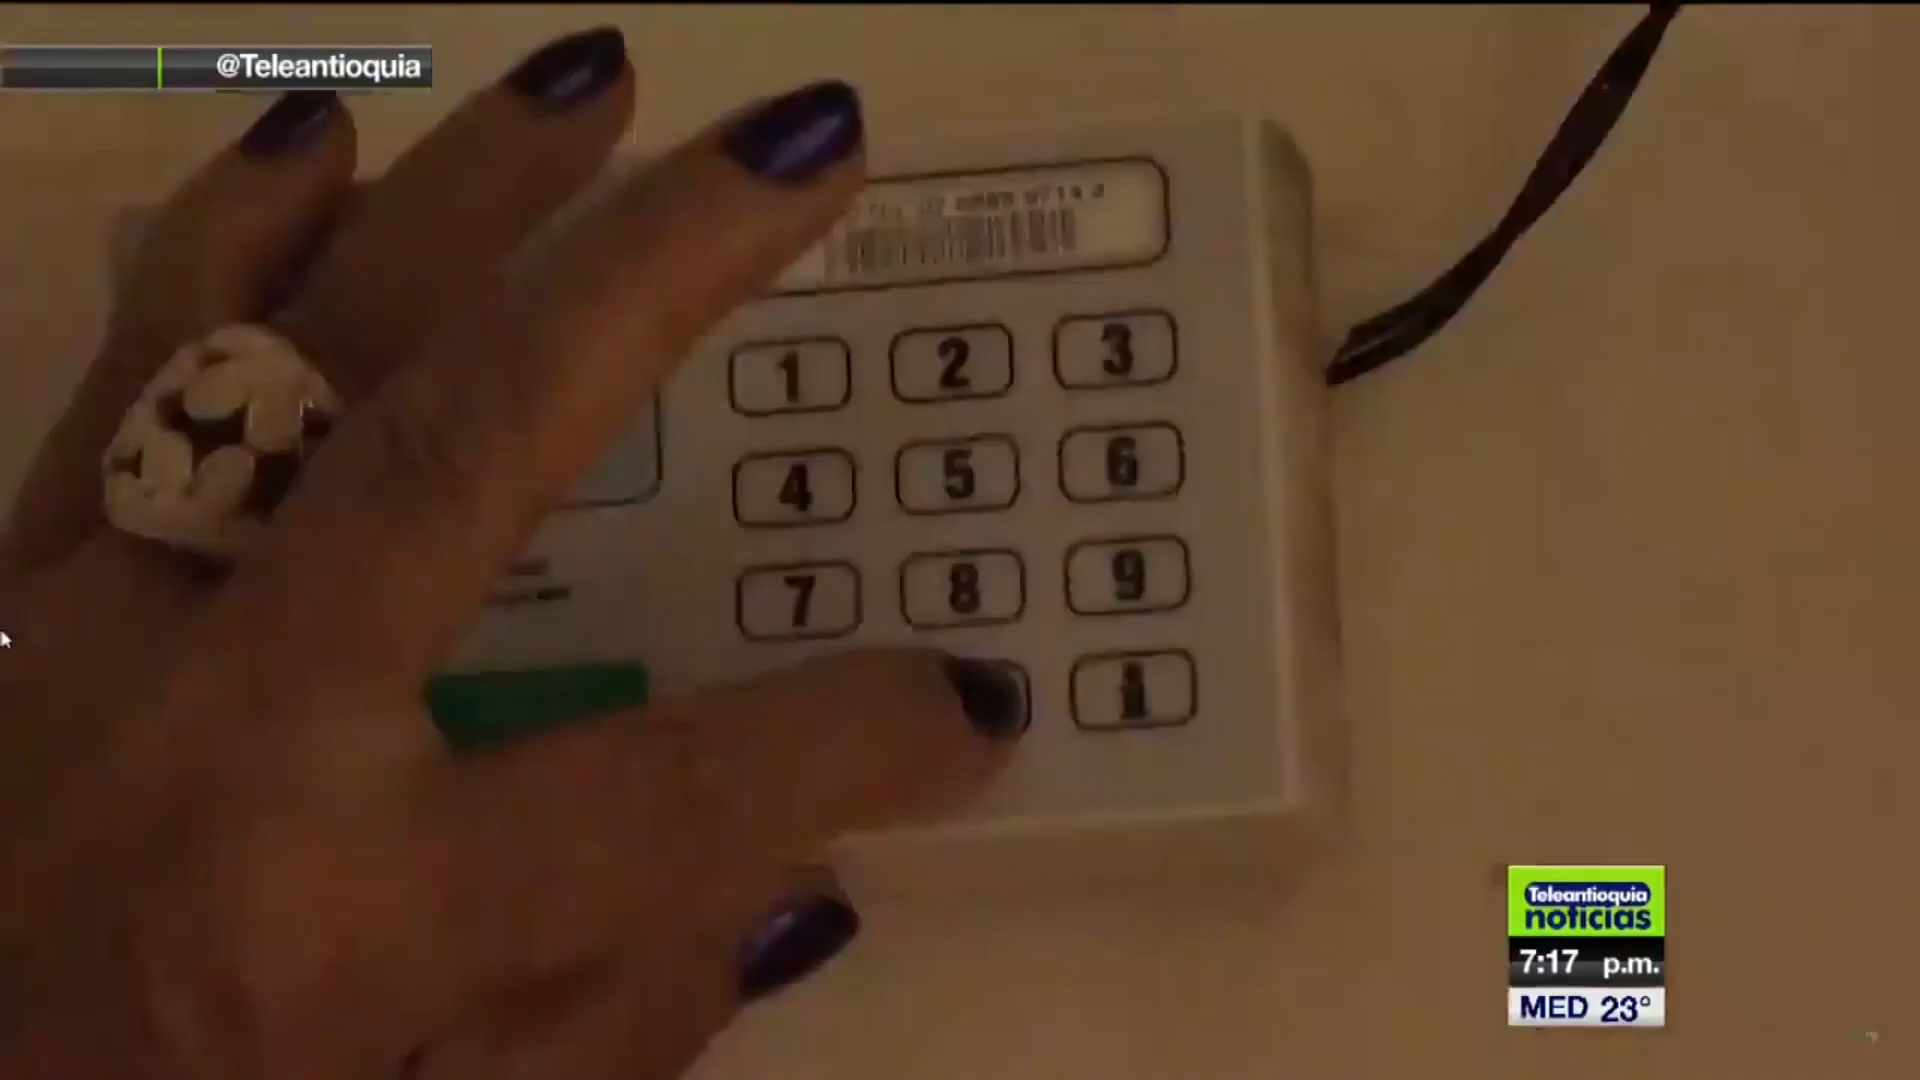 @Teleantioquia
1 2 3
4 5 6
7 8 9
Teleantioquia
noticias
7:17 p.m.
MED 23°